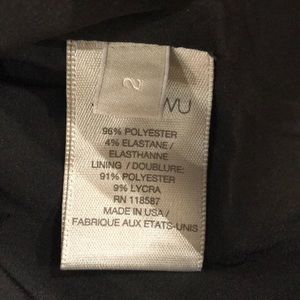 2
WU
96% POLYESTER
4% ELASTANE /
ELASTHANNE
LINING / DOUBLURE:
91% POLYESTER
9% LYCRA
RN 118587
MADE IN USA /
FABRIQUE AUX ETATS-UNIS